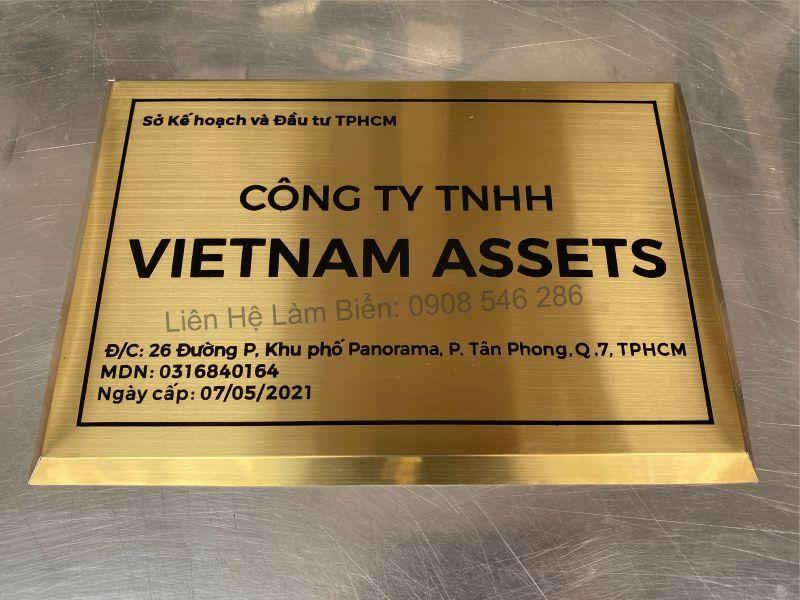 Sở Kế hoạch và Đầu tư TPHCM
CÔNG TY TNHH
VIETNAM ASSETS
Liên Hệ Làm Biển: 0908 546 286
Đ/C: 26 Đường P, Khu phố Panorama, P. Tân Phong, Q.7, TPHCM
MDN: 0316840164
Ngày cấp: 07/05/2021